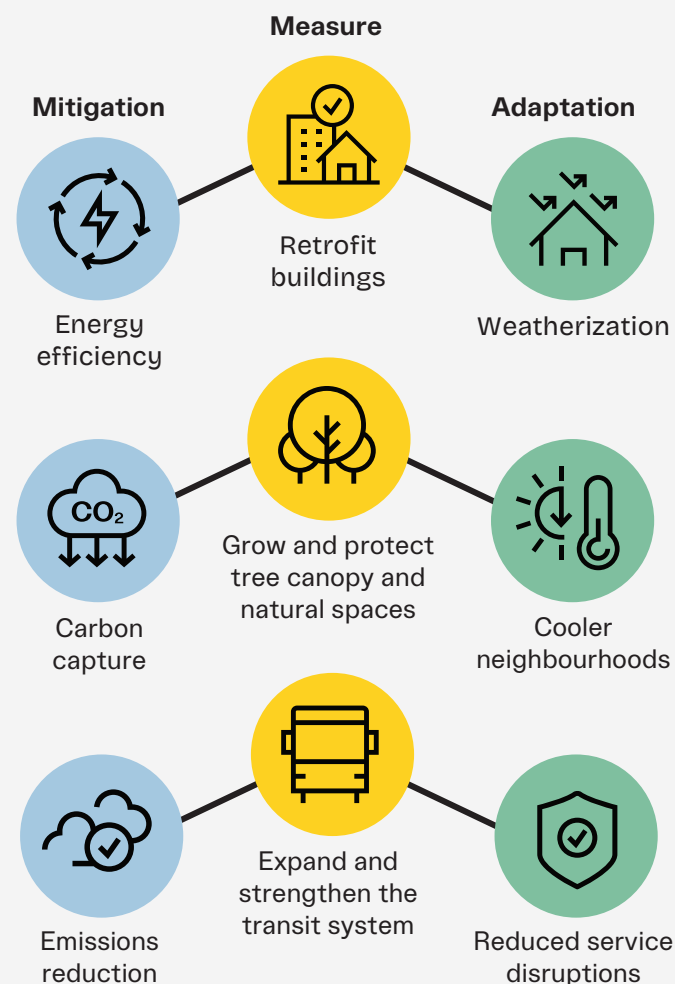 Measure
Mitigation
Adaptation
Retrofit
buildings
Energy
efficiency
Weatherization
CO₂
Grow and protect
tree canopy and
natural spaces
Carbon
capture
Cooler
neighbourhoods
Expand and
strengthen the
transit system
Emissions
reduction
Reduced service
disruptions